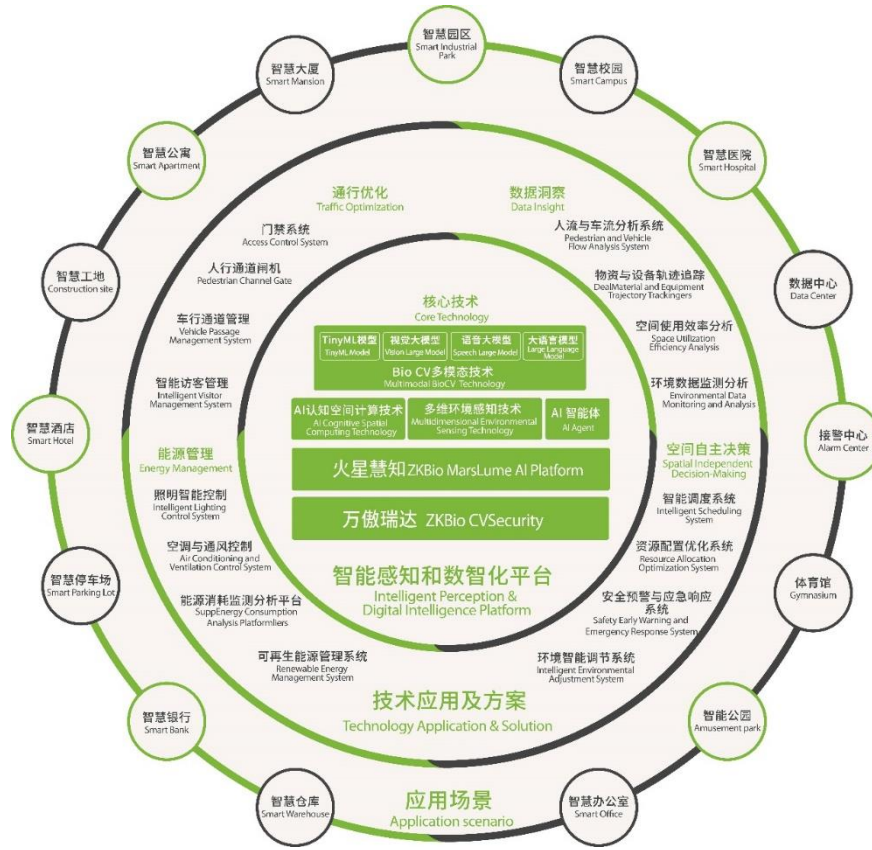 智慧园区
Smart Industrial
Park
智慧大厦
Smart Mansion
智慧校园
Smart Campus
智慧公寓
Smart Apartment
智慧医院
Smart Hospital
智慧工地
Construction site
数据中心
Data Center
智慧酒店
Smart Hotel
接警中心
Alarm Center
智慧停车场
Smart Parking Lot
体育馆
Gymnasium
智慧银行
Smart Bank
智能公园
Amusement park
智慧仓库
Smart Warehouse
智慧办公室
Smart Office
应用场景
Application scenario
通行优化
Traffic Optimization
门禁系统
Access Control System
人行通道闸机
Pedestrian Channel Gate
车行通道管理
Vehicle Passage
Management System
智能访客管理
Intelligent Visitor
Management System
数据洞察
Data Insight
人流与车流分析系统
Pedestrian and Vehicle
Flow Analysis System
物资与设备轨迹追踪
DealMaterial and Equipment
Trajectory Trackingers
空间使用效率分析
Space Utilization
Efficiency Analysis
环境数据监测分析
Environmental Data
Monitoring and Analysis
能源管理
Energy Management
照明智能控制
Intelligent Lighting
Control System
空调与通风控制
Air Conditioning and
Ventilation Control System
能源消耗监测分析平台
SuppEnergy Consumption
Analysis Platformliers
可再生能源管理系统
Renewable Energy
Management System
空间自主决策
Spatial Independent
Decision-Making
智能调度系统
Intelligent Scheduling
System
资源配置优化系统
Resource Allocation
Optimization System
安全预警与应急响应
系统
Safety Early Warning and
Emergency Response System
环境智能调节系统
Intelligent Environmental
Adjustment System
技术应用及方案
Technology Application & Solution
核心技术
Core Technology
TinyML模型
TinyML Model
视觉大模型
Vision Large Model
语音大模型
Speech Large Model
大语言模型
Large Language
Model
Bio CV多模态技术
Multimodal BioCV Technology
AI认知空间计算技术
AI Cognitive Spatial
Computing Technology
多维环境感知技术
Multidimensional Environmental
Sensing Technology
AI 智能体
AI Agent
火星慧知ZKBio MarsLume AI Platform
万傲瑞达 ZKBio CVSecurity
智能感知和数智化平台
Intelligent Perception &
Digital Intelligence Platform